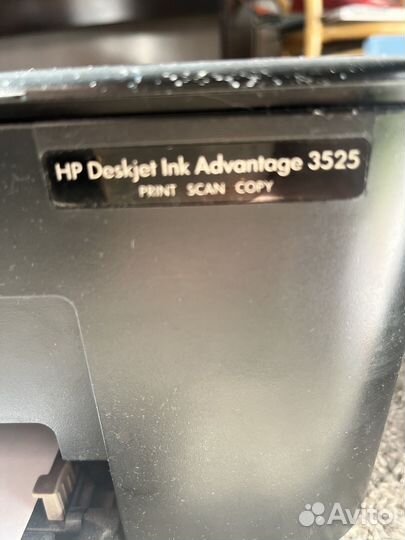 HP Deskjet Ink Advantage 3525
PRINT SCAN COPY
Avito